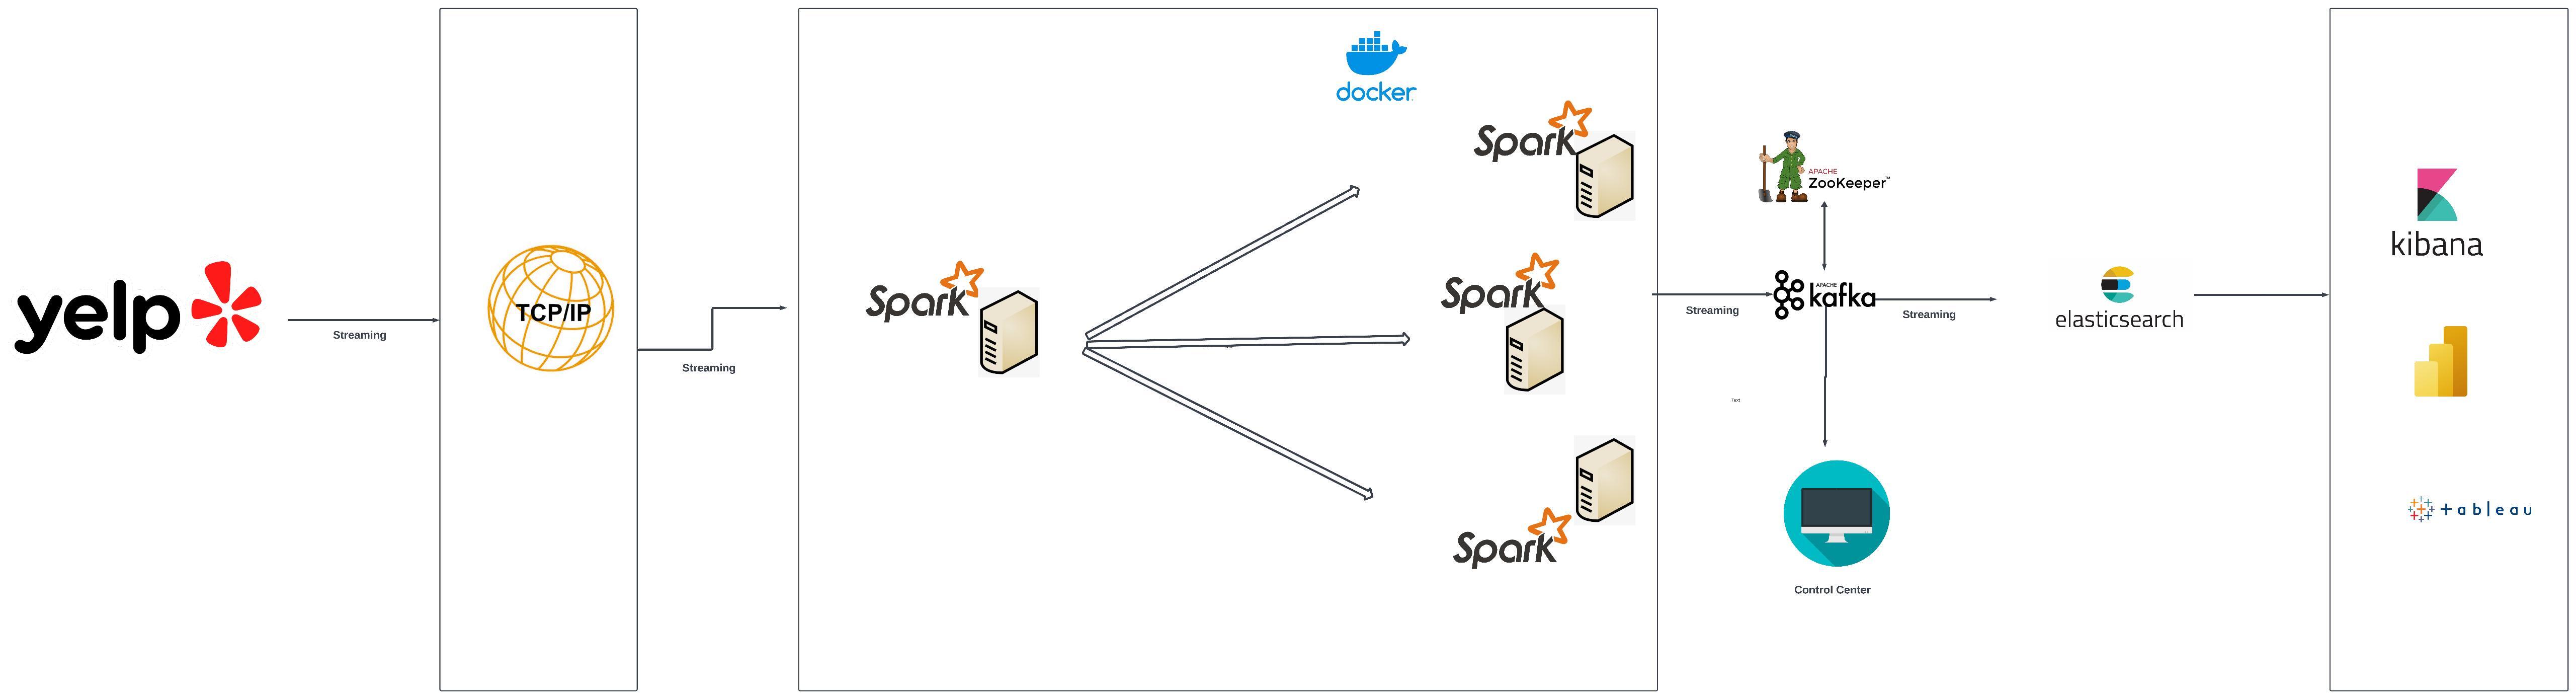 yelp
Streaming
TCP/IP
Streaming
docker
Spark
Spark
Spark
Spark
Streaming
APACHE
ZooKeeper™
APACHE
kafka
Streaming
Text
Control Center
elasticsearch
kibana
+ableau